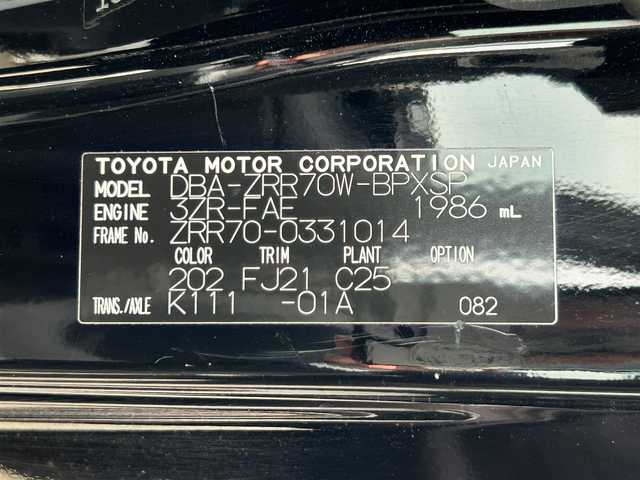 TOYOTA MOTOR CORPORATION JAPAN
MODEL DBA-ZRR70W-BPXSP
ENGINE 3ZR-FAE 1986 mL
FRAME No. ZRR70-0331014
COLOR TRIM PLANT OPTION
202 FJ21 C25
TRANS./AXLE K111 -01A 082